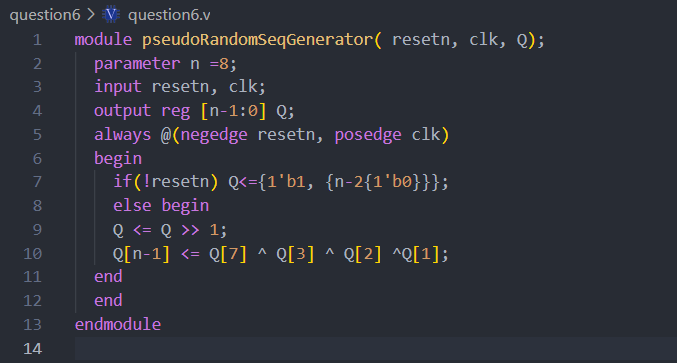 question6 > question6.v
1 module pseudoRandomSeqGenerator( resetn, clk, Q);
2 parameter n =8;
3 input resetn, clk;
4 output reg [n-1:0] Q;
5 always @(negedge resetn, posedge clk)
6 begin
7 if(!resetn) Q<={1'b1, {n-2{1'b0}}};
8 else begin
9 Q <= Q >> 1;
10 Q[n-1] <= Q[7] ^ Q[3] ^ Q[2] ^Q[1];
11 end
12 end
13 endmodule
14